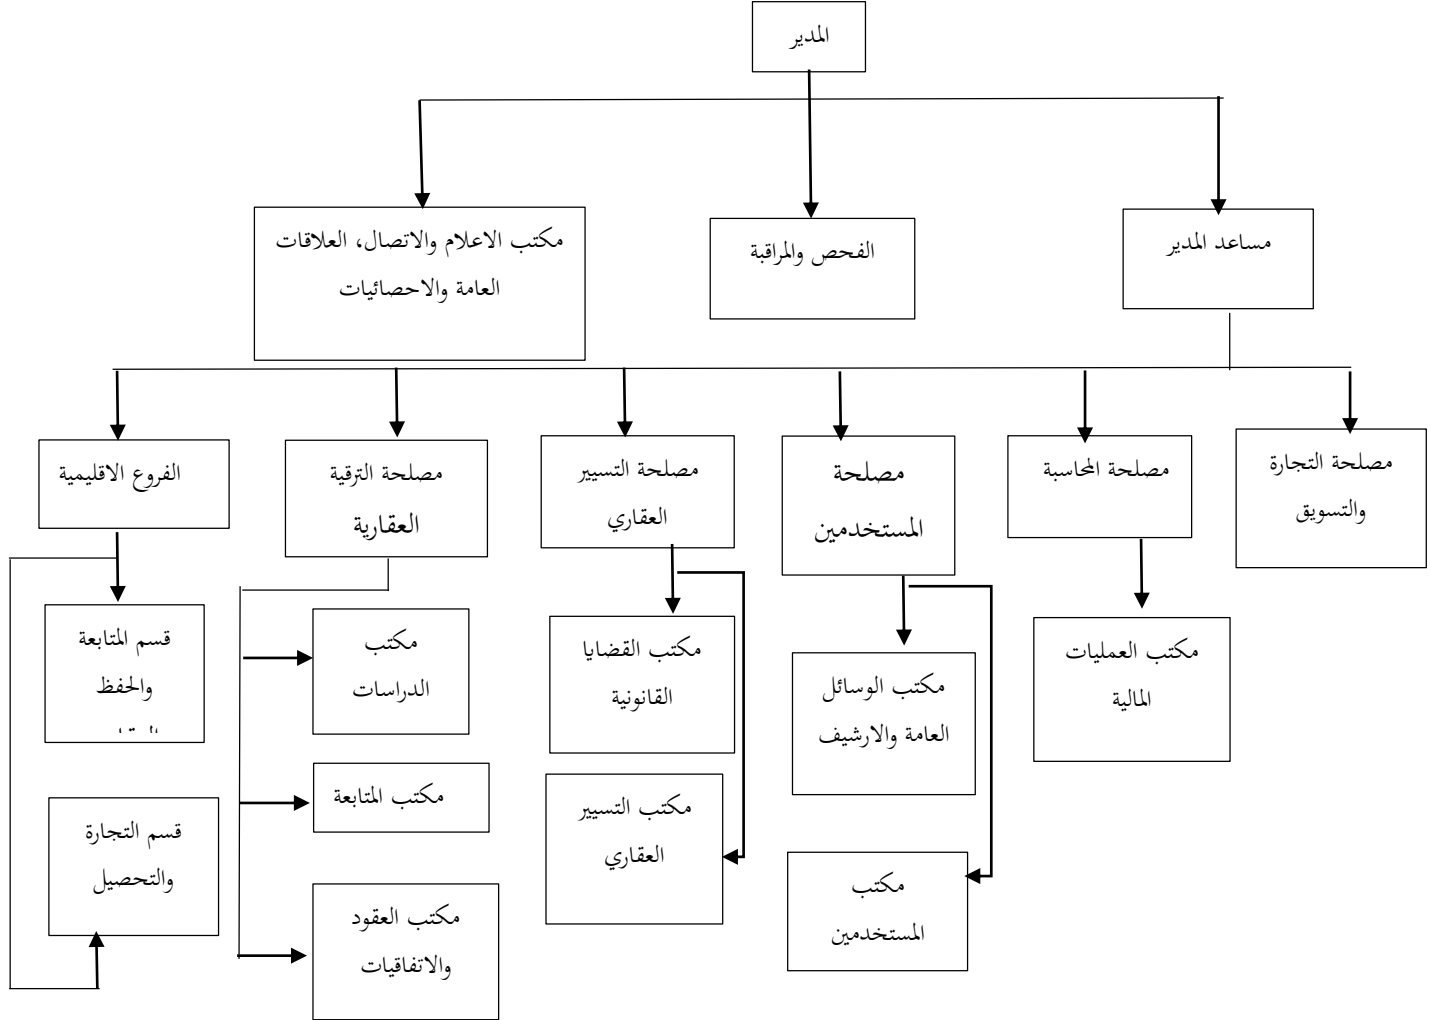 المدير
مساعد المدير
الفحص والمراقبة
مكتب الاعلام والاتصال، العلاقات
العامة والاحصائيات
مصلحة التجارة
والتسويق
مصلحة المحاسبة
مصلحة
المستخدمين
مصلحة التسيير
العقاري
مصلحة الترقية
العقارية
الفروع الاقليمية
مكتب العمليات
المالية
مكتب الوسائل
العامة والارشيف
مكتب
المستخدمين
مكتب القضايا
القانونية
مكتب التسيير
العقاري
مكتب
الدراسات
مكتب المتابعة
مكتب العقود
والاتفاقيات
قسم المتابعة
والحفظ
قسم التجارة
والتحصيل